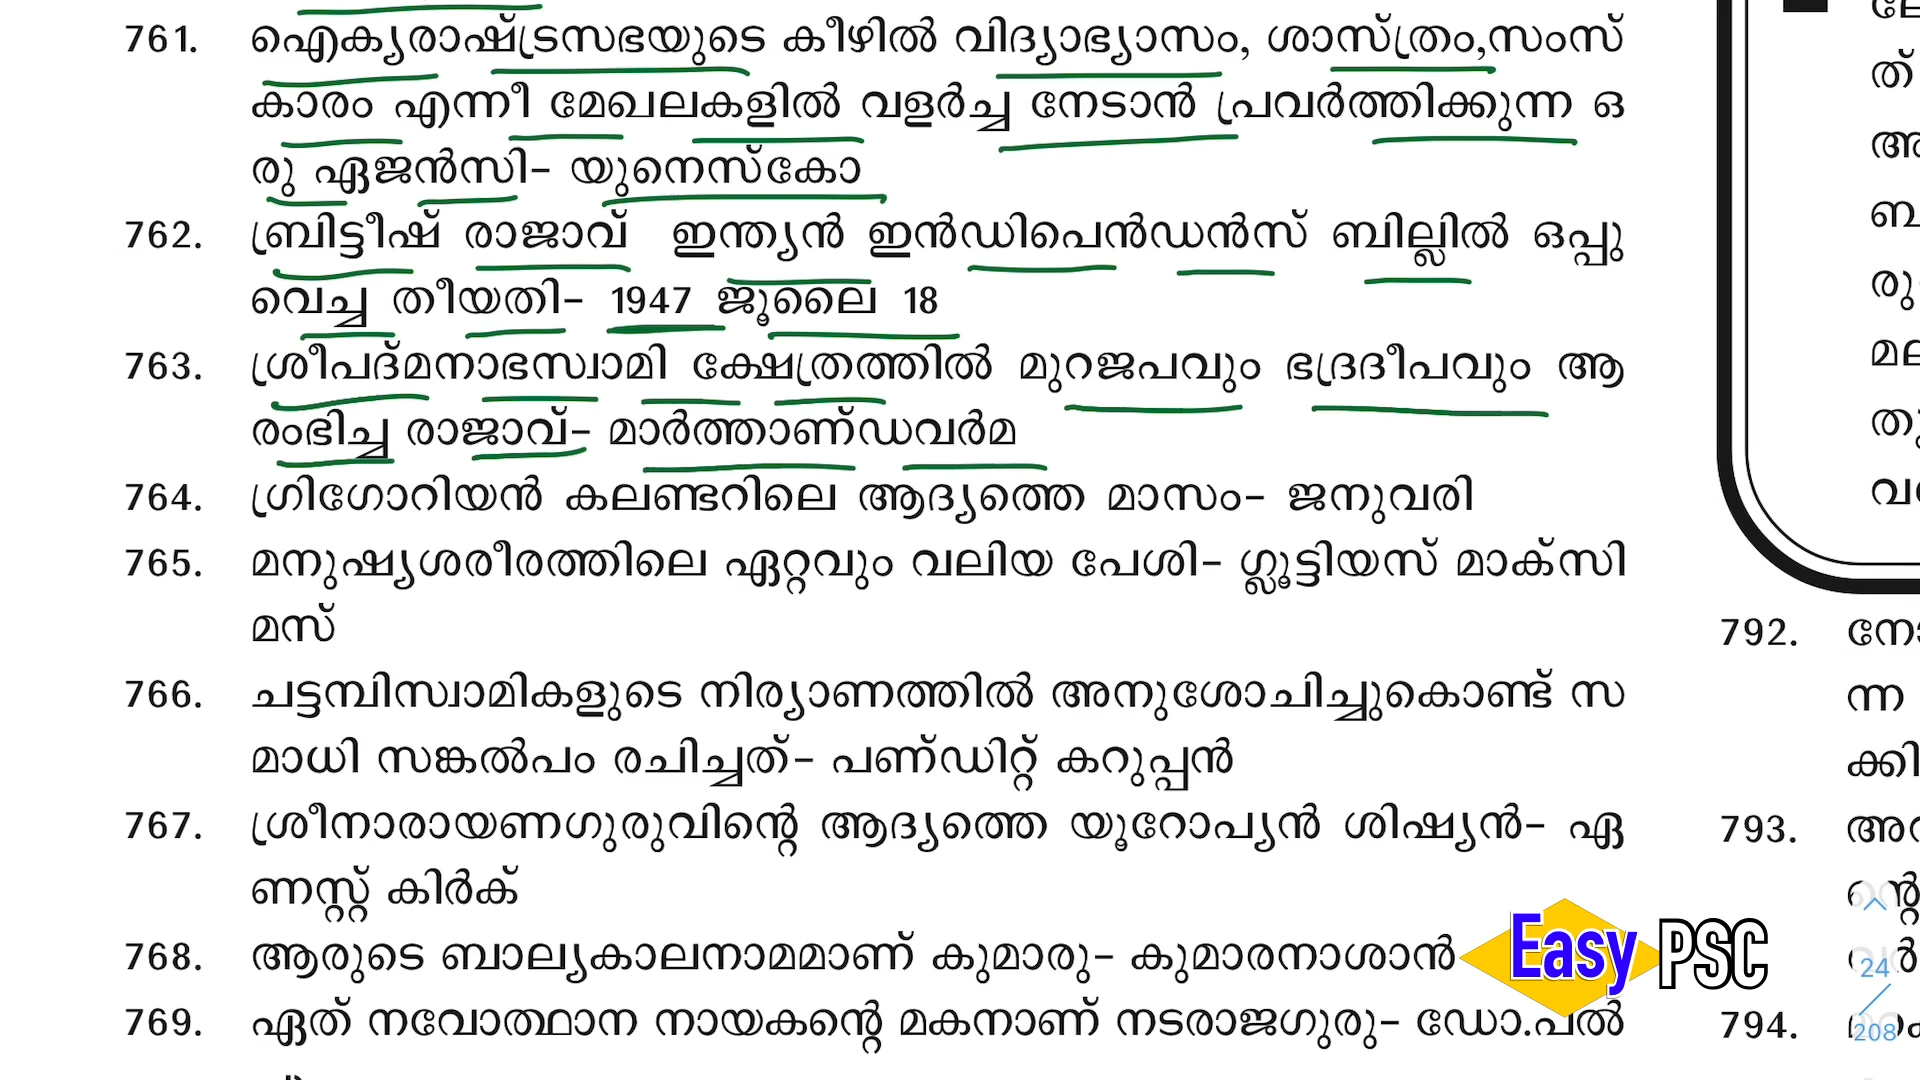 761. ഐക്യരാഷ്ട്രസഭയുടെ കീഴിൽ വിദ്യാഭ്യാസം, ശാസ്ത്രം,സംസ്
കാരം എന്നീ മേഖലകളിൽ വളർച്ച നേടാൻ പ്രവർത്തിക്കുന്ന ഒ
രു ഏജൻസി- യുനെസ്കോ
762. ബ്രിട്ടീഷ് രാജാവ് ഇന്ത്യൻ ഇൻഡിപെൻഡൻസ് ബില്ലിൽ ഒപ്പു
വെച്ച തീയതി- 1947 ജൂലൈ 18
763. ശ്രീപദ്മനാഭസ്വാമി ക്ഷേത്രത്തിൽ മുറജപവും ഭദ്രദീപവും ആ
രംഭിച്ച രാജാവ്- മാർത്താണ്ഡവർമ
764. ഗ്രിഗോറിയൻ കലണ്ടറിലെ ആദ്യത്തെ മാസം- ജനുവരി
765. മനുഷ്യശരീരത്തിലെ ഏറ്റവും വലിയ പേശി- ഗ്ലൂട്ടിയസ് മാക്സി
മസ്
766. ചട്ടമ്പിസ്വാമികളുടെ നിര്യാണത്തിൽ അനുശോചിച്ചുകൊണ്ട് സ
മാധി സങ്കൽപം രചിച്ചത്- പണ്ഡിറ്റ് കറുപ്പൻ
767. ശ്രീനാരായണഗുരുവിന്റെ ആദ്യത്തെ യൂറോപ്യൻ ശിഷ്യൻ- ഏ
ണസ്റ്റ് കിർക്
768. ആരുടെ ബാല്യകാലനാമമാണ് കുമാരു- കുമാരനാശാൻ
769. ഏത് നവോത്ഥാന നായകന്റെ മകനാണ് നടരാജഗുരു- ഡോ.പൽ
792.
ന്ന
ക്കി
793.
794.
Easy PSC
24
208